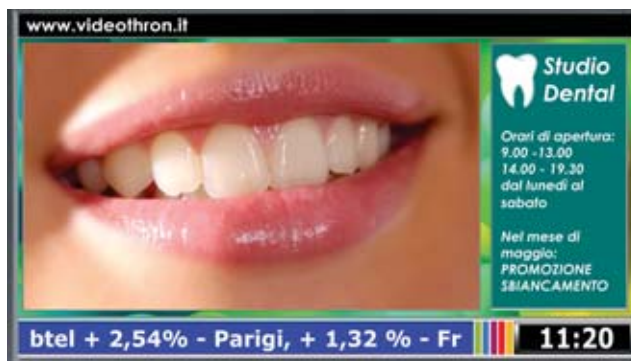 www.videothron.it
Studio
Dental
Orari di apertura:
9.00 -13.00
14.00 - 19.30
dal lunedì al
sabato
Nel mese di
maggio:
PROMOZIONE
SBIANCAMENTO
btel + 2,54% - Parigi, + 1,32 % - Fr
11:20